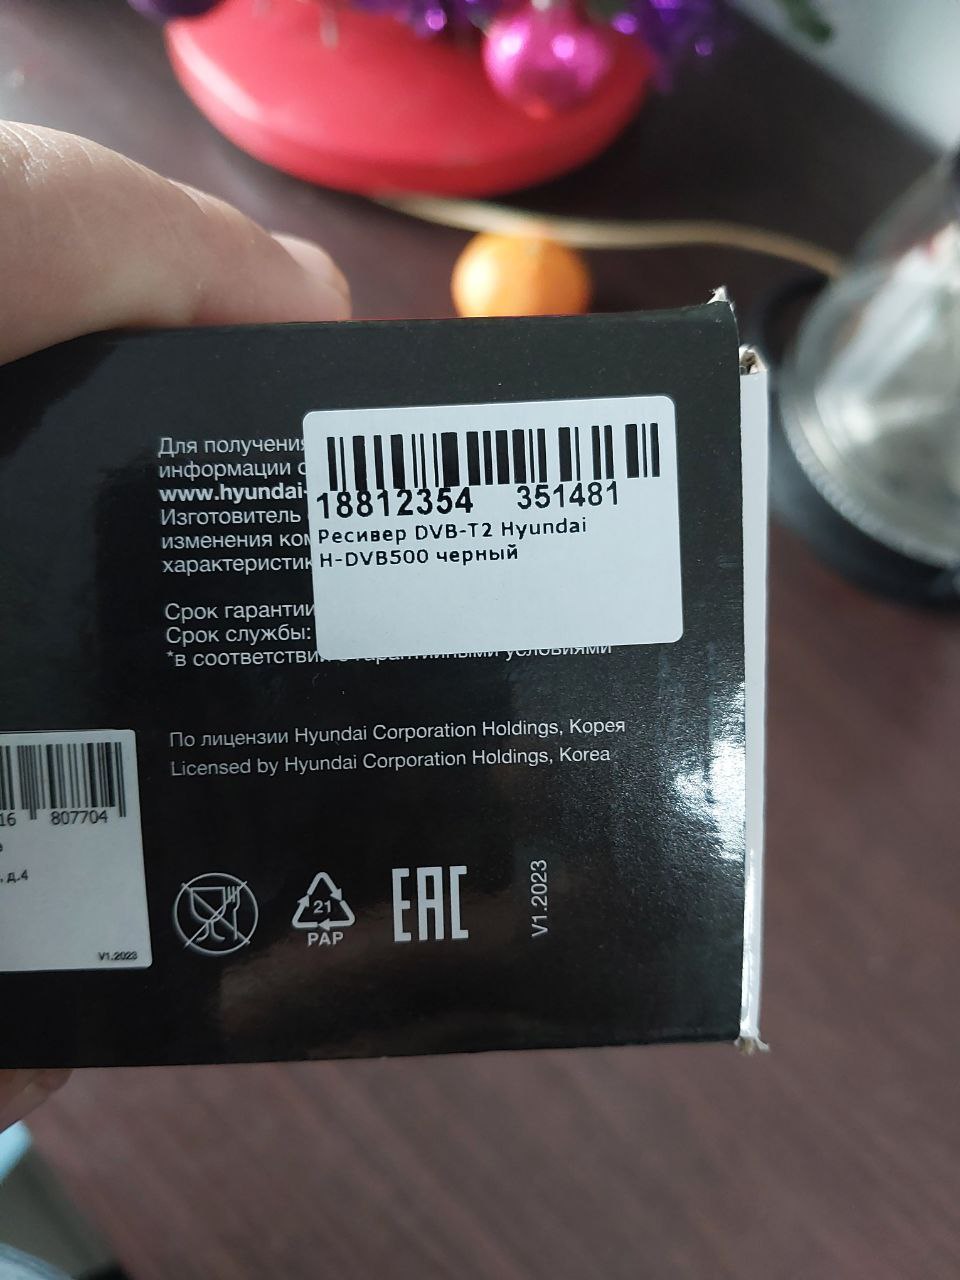 Для получения
информации
www.hyundai-
Изготовитель
изменения
18812354 351481
Ресивер DVB-T2 Hyundai
H-DVB500 черный
Срок гарантии
Срок службы:
*в соответствии с гарантийными условиями
По лицензии Hyundai Corporation Holdings, Корея
Licensed by Hyundai Corporation Holdings, Korea
16 807704
, д.4
V1.2023
21
PAP
EAC
V1.2023